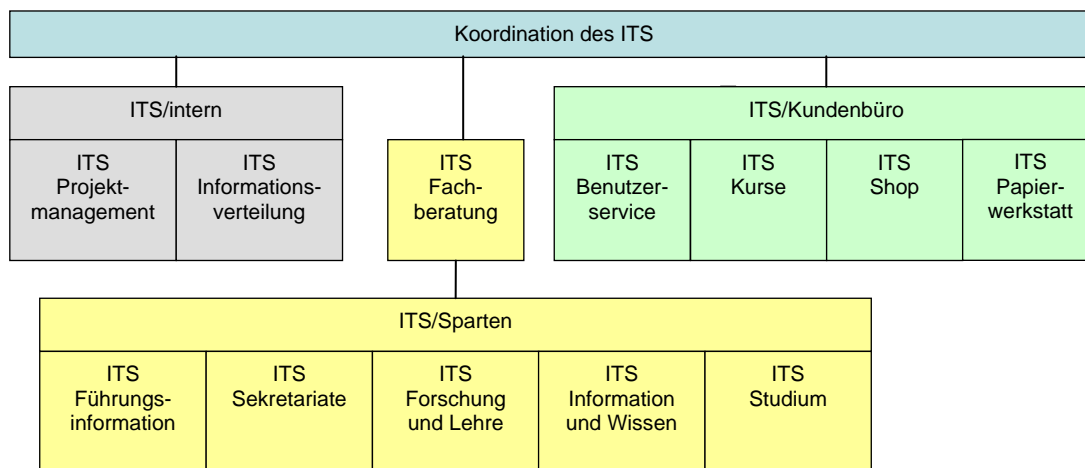 Koordination des ITS
ITS/intern
ITS
Projekt-
management
ITS
Informations-
verteilung
ITS
Fach-
beratung
ITS/Kundenbüro
ITS
Benutzer-
service
ITS
Kurse
ITS
Shop
ITS
Papier-
werkstatt
ITS/Sparten
ITS
Führungs-
information
ITS
Sekretariate
ITS
Forschung
und Lehre
ITS
Information
und Wissen
ITS
Studium